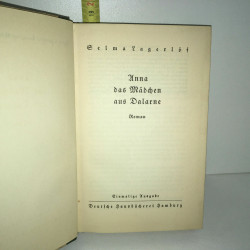 Selma Lagerlöf
Anna
das Mädchen
aus Dalarne
Roman
Einmalige Ausgabe
Deutsche Hausbücherei Hamburg